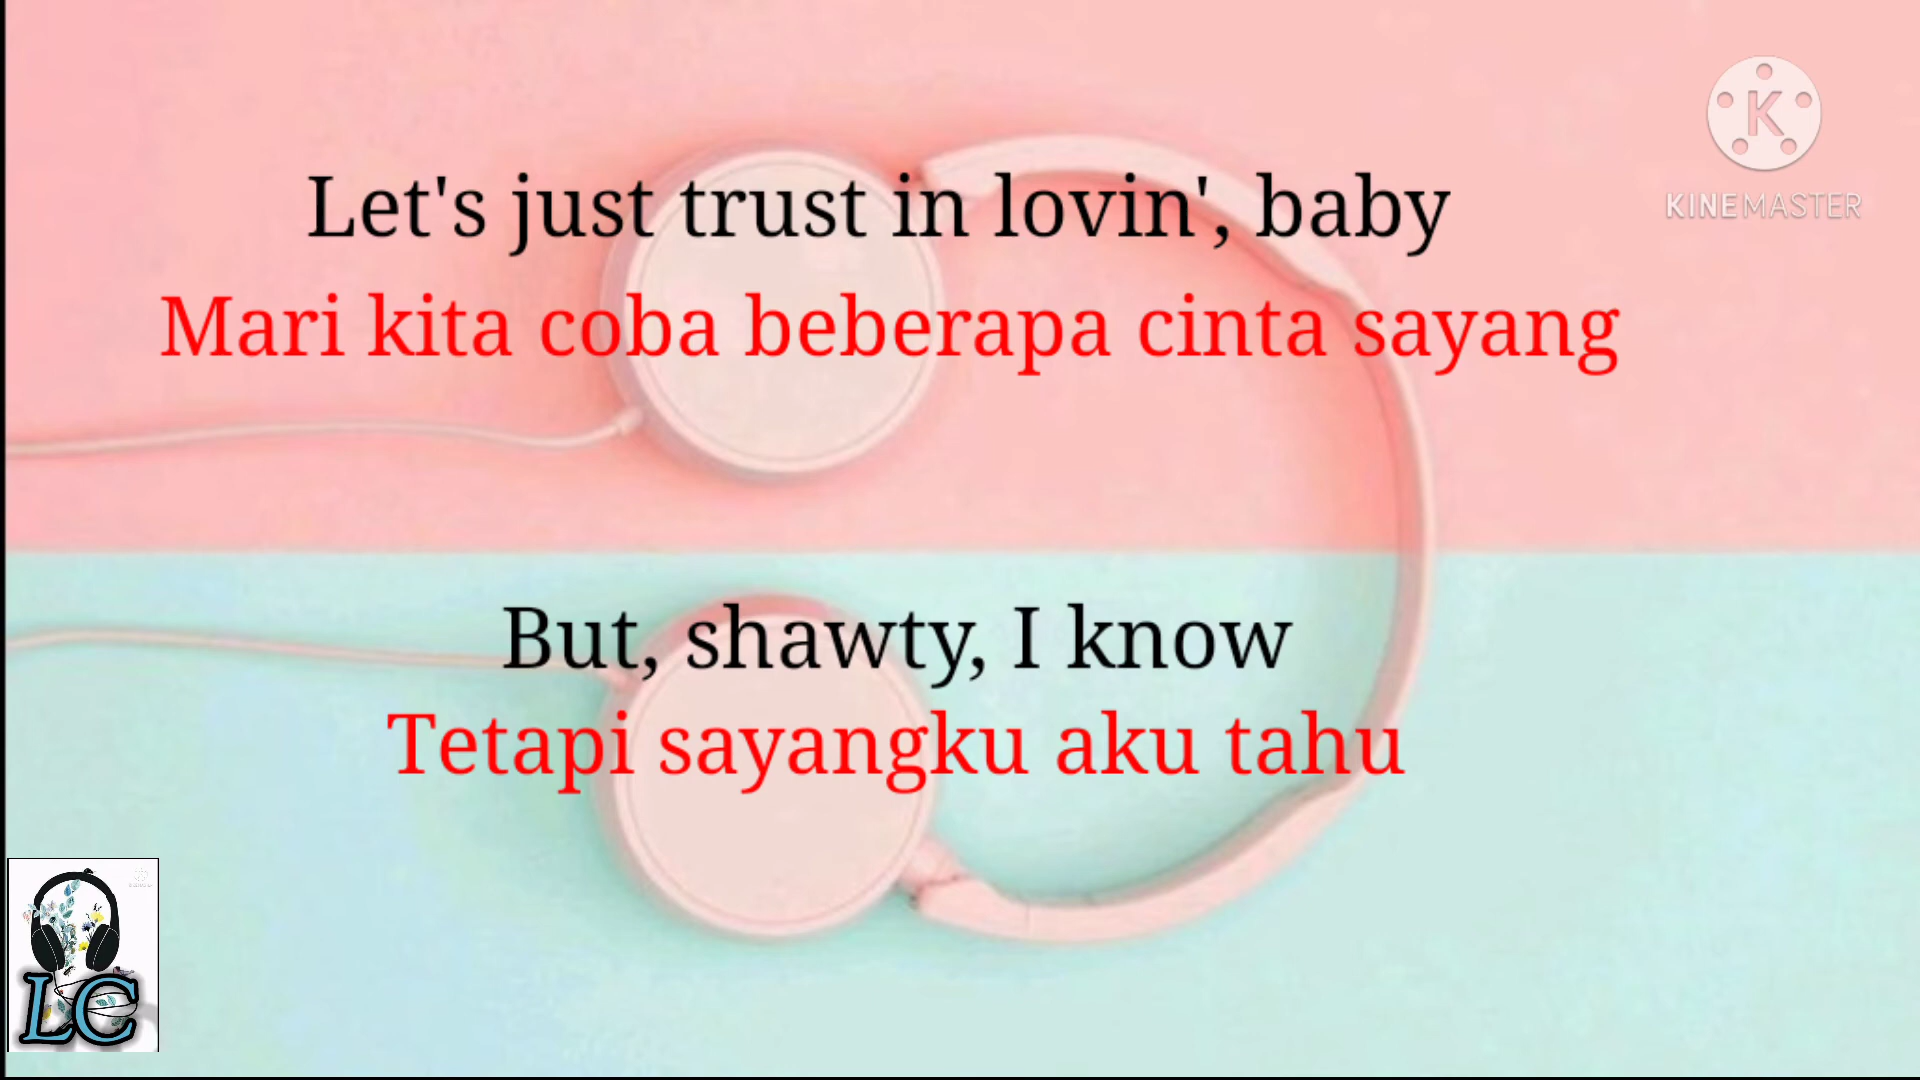 Let's just trust in lovin', baby
Mari kita coba beberapa cinta sayang
But, shawty, I know
Tetapi sayangku aku tahu
K
KINEMASTER
LC